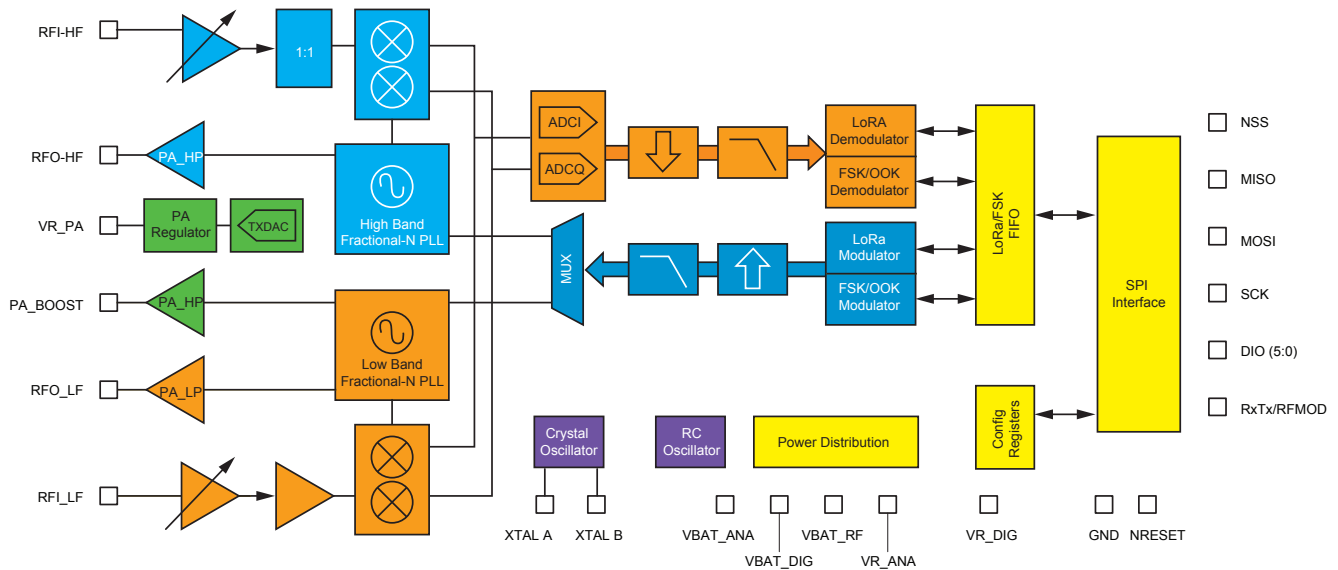 RFI-HF
1:1
RFO-HF
PA_HP
High Band
Fractional-N PLL
VR_PA
PA
Regulator
TXDAC
PA_BOOST
PA_HP
Low Band
Fractional-N PLL
RFO_LF
PA_LP
RFI_LF
ADCI
ADCQ
MUX
LoRA
Demodulator
FSK/OOK
Demodulator
LoRa
Modulator
FSK/OOK
Modulator
LoRa/FSK
FIFO
SPI
Interface
NSS
MISO
MOSI
SCK
DIO (5:0)
RxTx/RFMOD
Crystal
Oscillator
RC
Oscillator
Power Distribution
Config
Registers
XTAL A
XTAL B
VBAT_ANA
VBAT_DIG
VBAT_RF
VR_ANA
VR_DIG
GND
NRESET